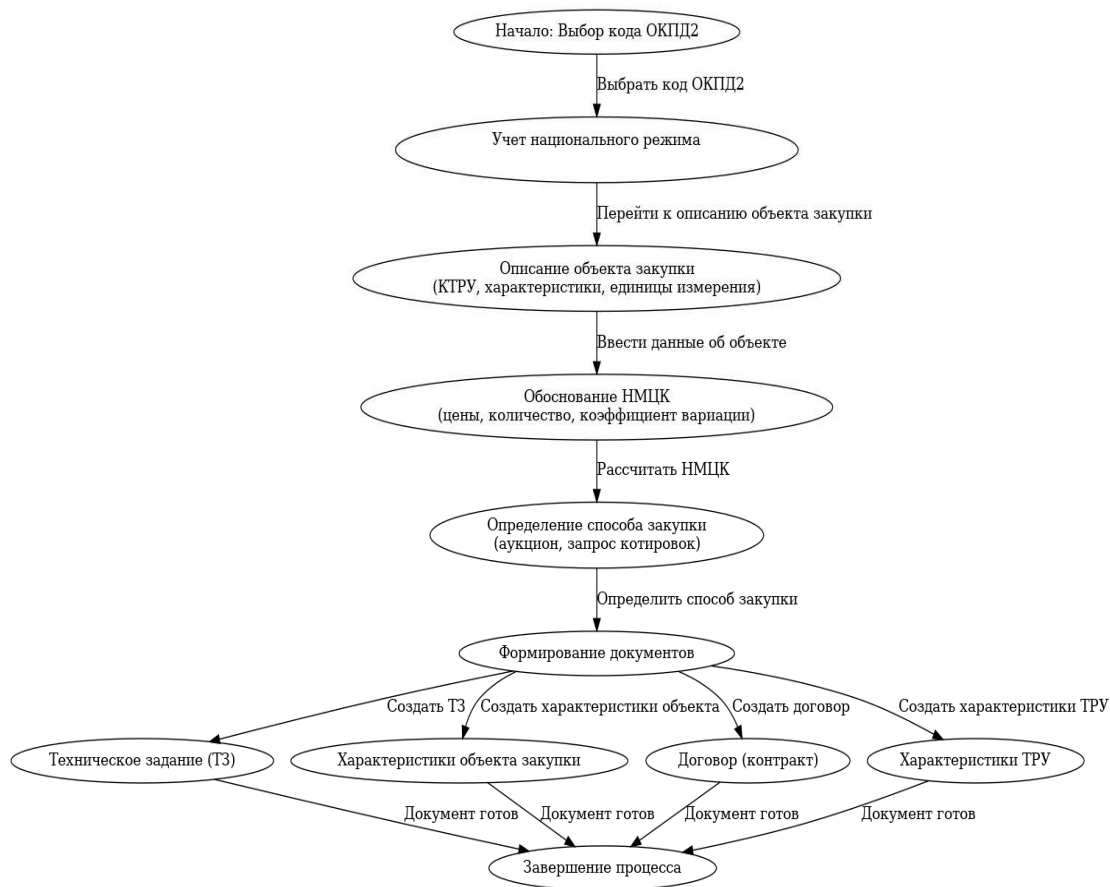 Начало: Выбор кода ОКПД2
Выбрать код ОКПД2
Учет национального режима
Перейти к описанию объекта закупки
Описание объекта закупки
(КТРУ, характеристики, единицы измерения)
Ввести данные об объекте
Обоснование НМЦК
(цены, количество, коэффициент вариации)
Рассчитать НМЦК
Определение способа закупки
(аукцион, запрос котировок)
Определить способ закупки
Формирование документов
Создать ТЗ
Создать характеристики объекта
Создать договор
Создать характеристики ТРУ
Техническое задание (ТЗ)
Характеристики объекта закупки
Договор (контракт)
Характеристики ТРУ
Документ готов
Документ готов
Документ готов
Документ готов
Завершение процесса